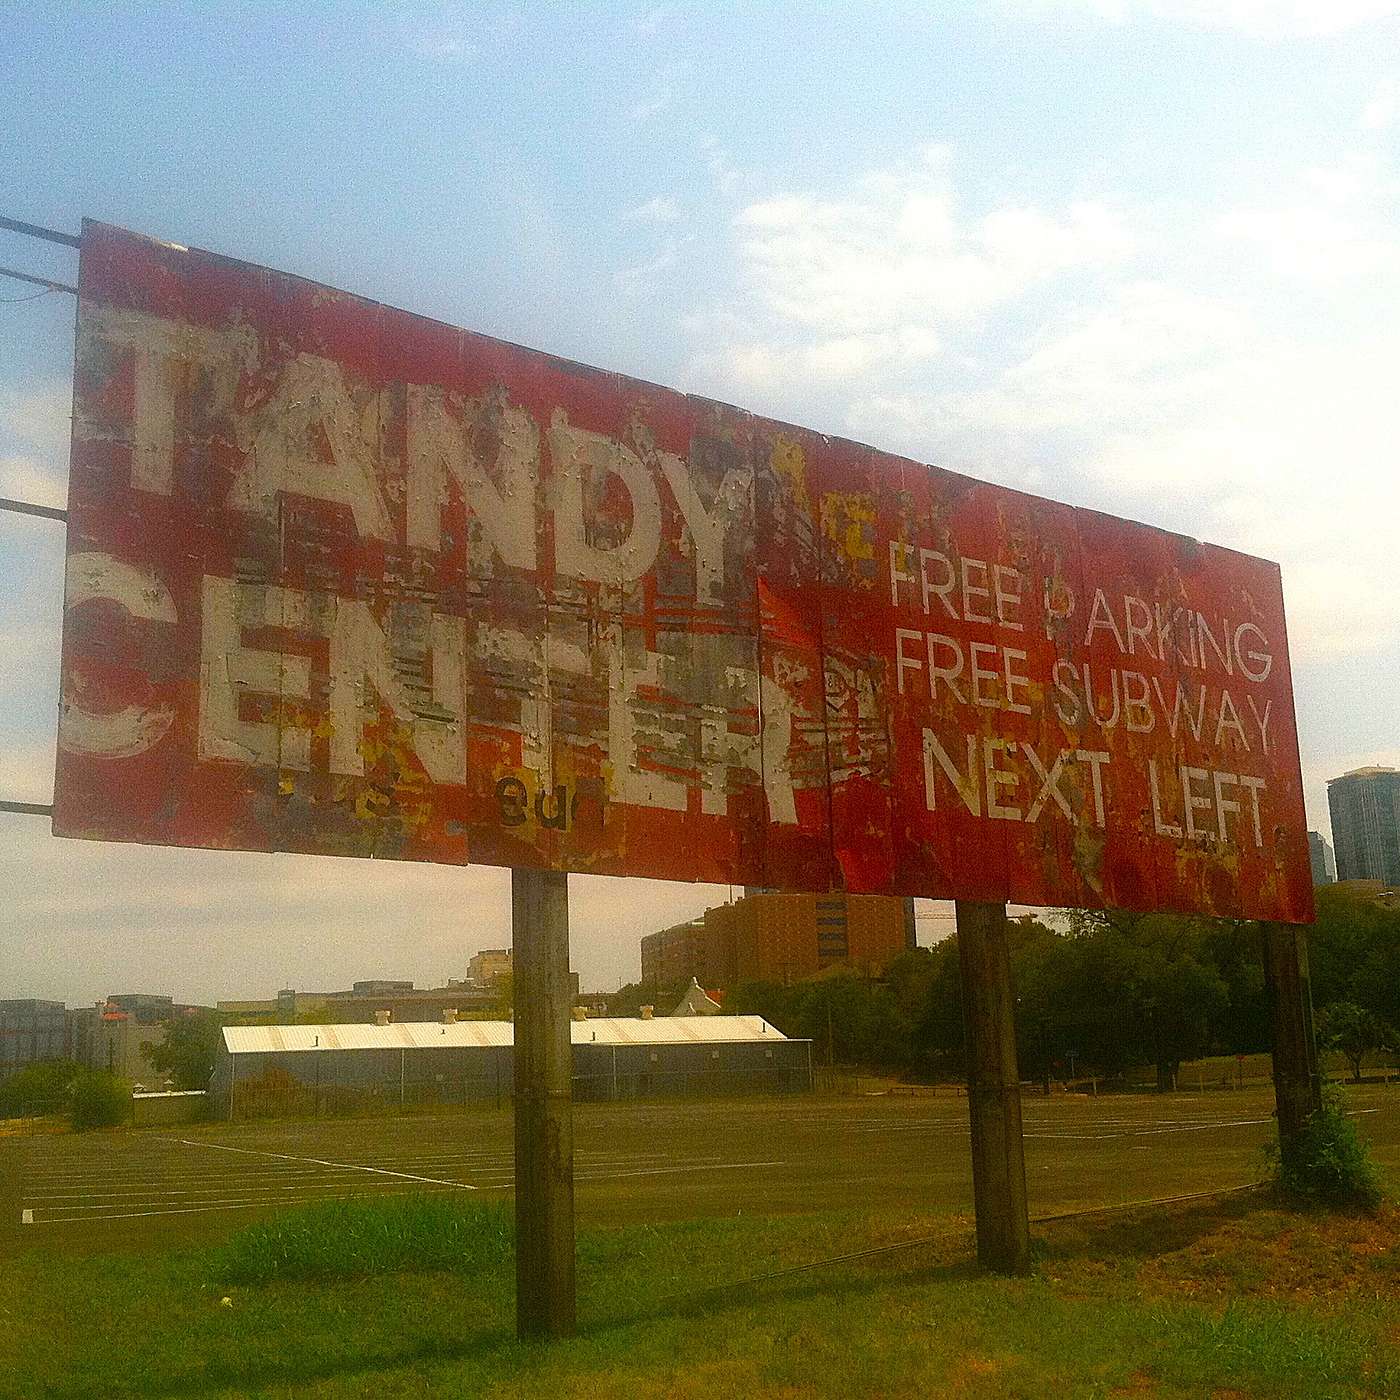 TANDY
CENTER
FREE PARKING
FREE SUBWAY
NEXT LEFT